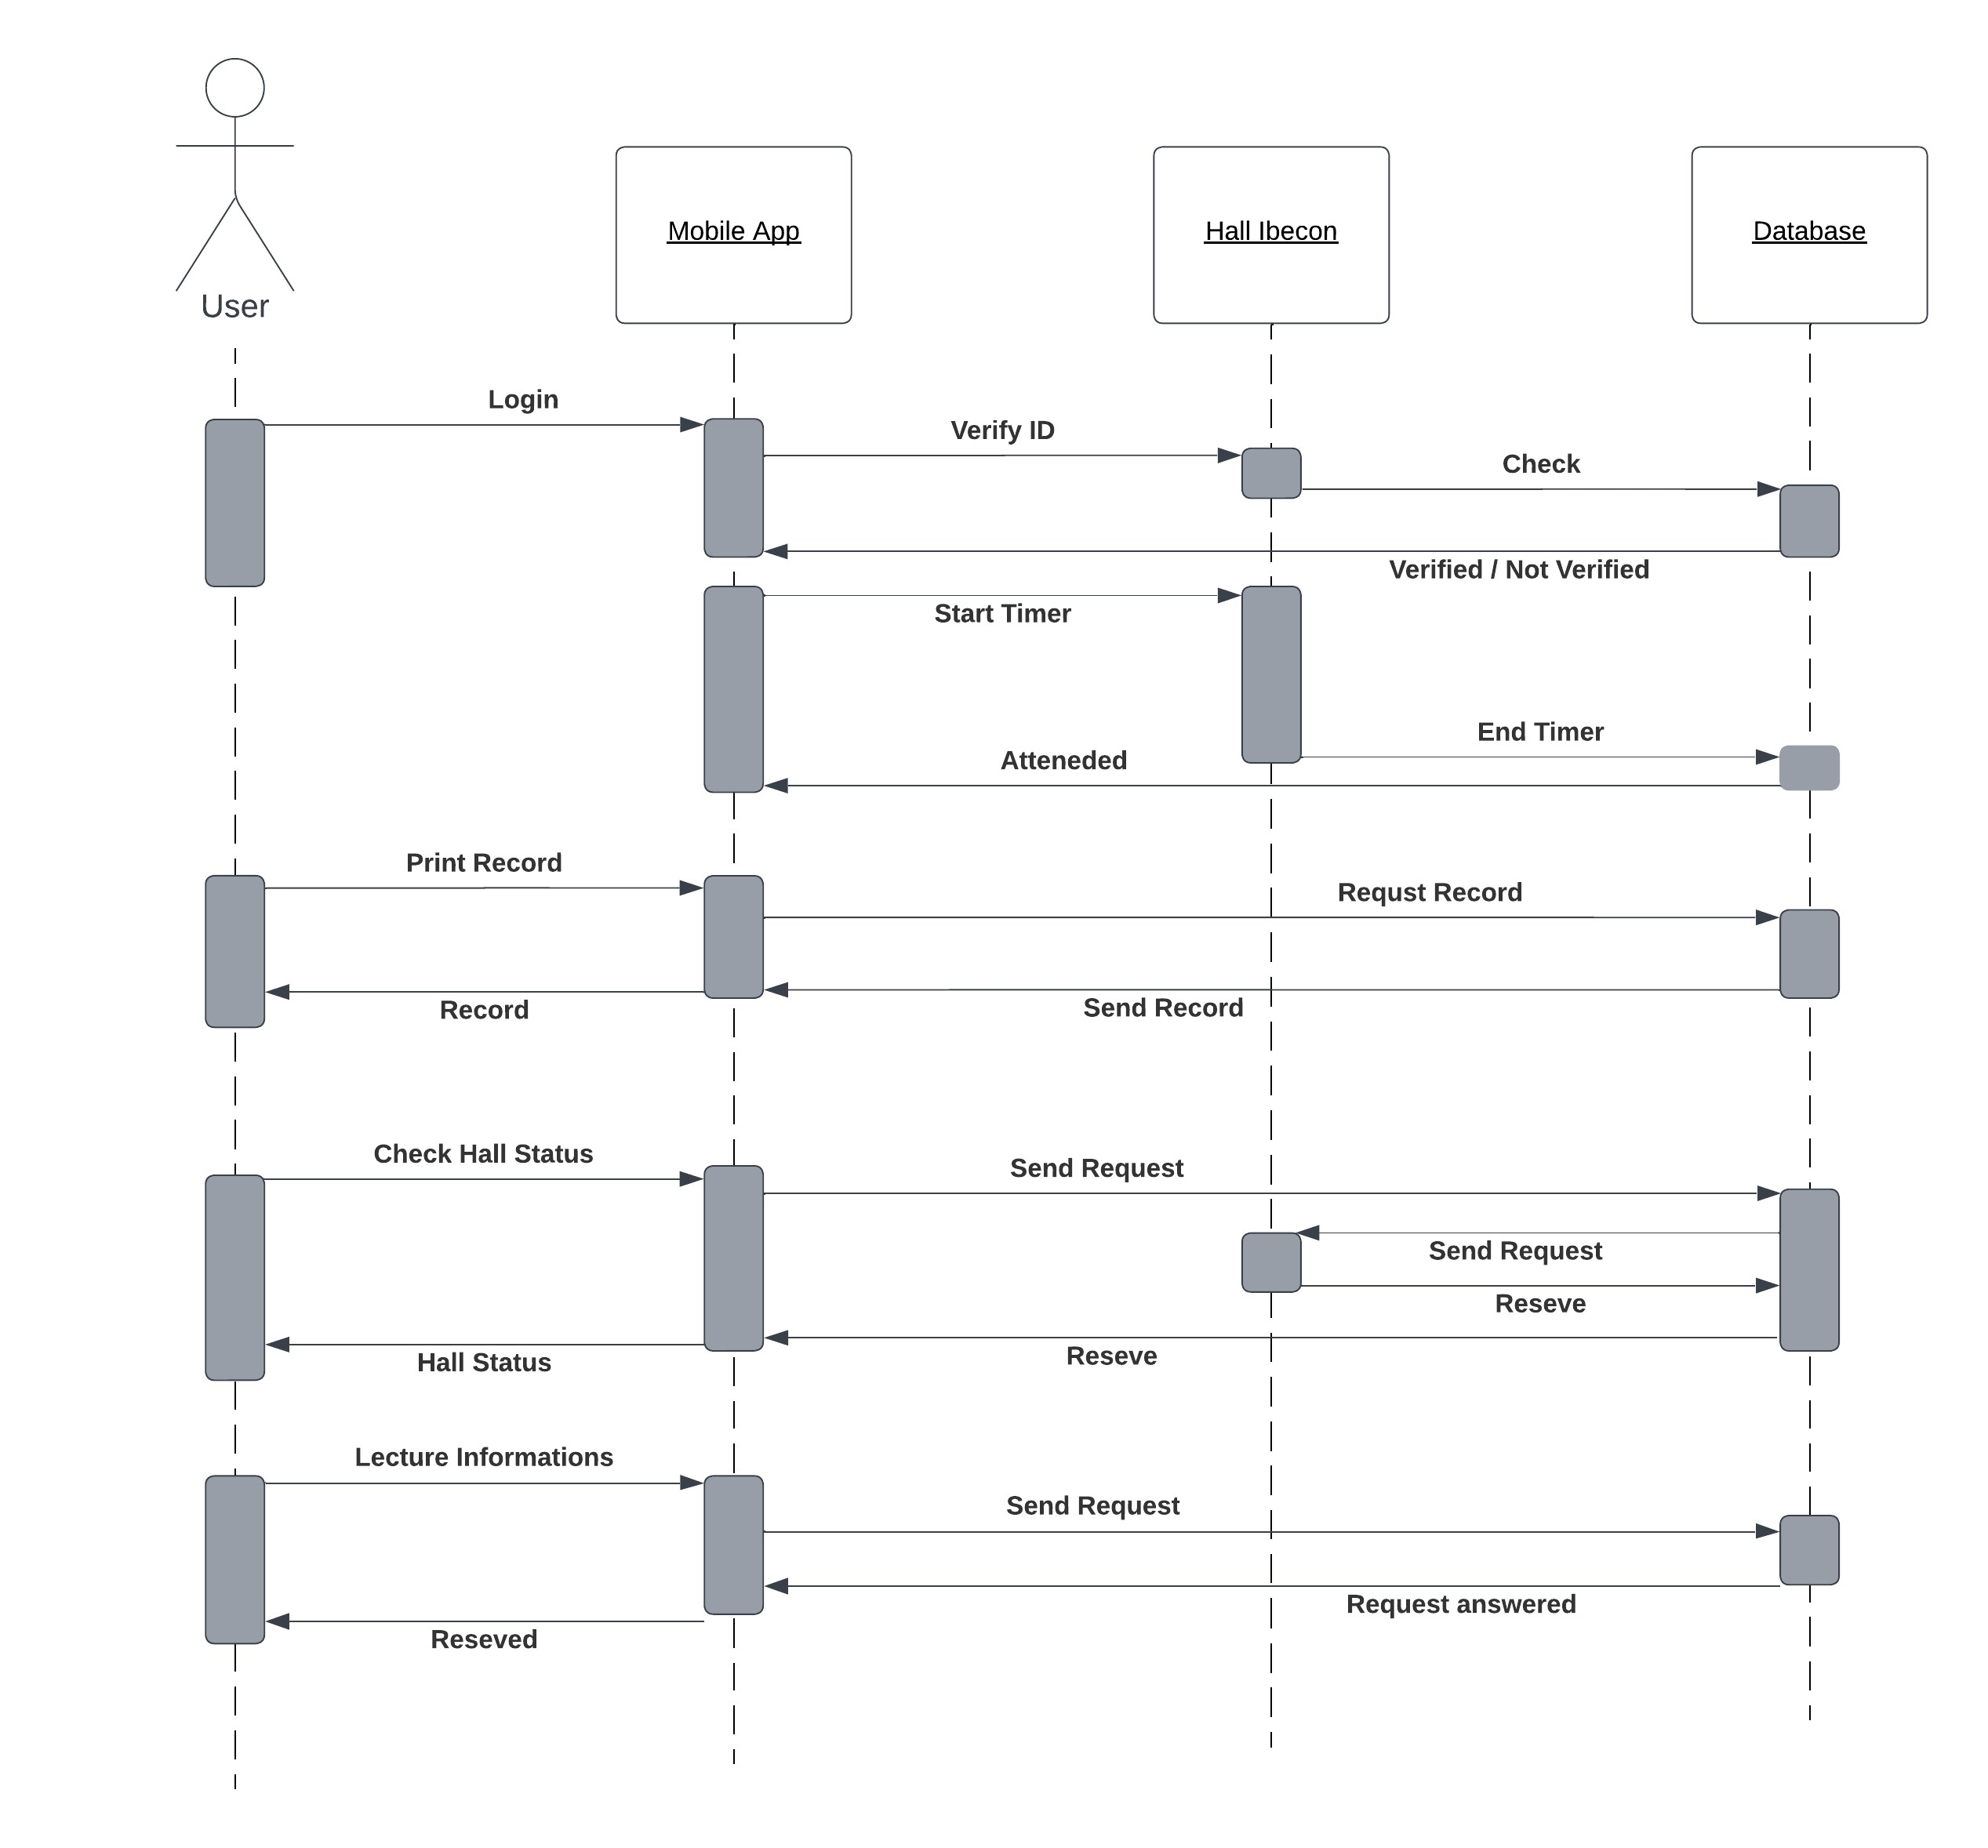 User
Mobile App
Hall Ibecon
Database
Login
Verify ID
Check
Verified / Not Verified
Start Timer
End Timer
Atteneded
Print Record
Requst Record
Record
Send Record
Check Hall Status
Send Request
Send Request
Reseve
Reseve
Hall Status
Lecture Informations
Send Request
Request answered
Reseved